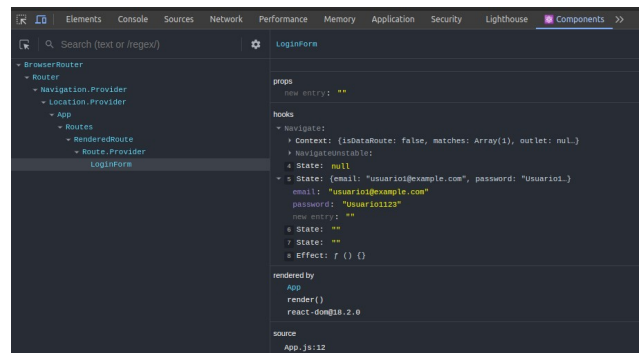 Elements Console Sources Network Performance Memory Application Security Lighthouse Components
Search (text or /regex/)
LoginForm
BrowserRouter
Router
Navigation.Provider
Location.Provider
App
Routes
RenderedRoute
Route.Provider
LoginForm
props
new entry: ""
hooks
Navigate:
Context: {isDataRoute: false, matches: Array(1), outlet: nul…}
NavigateUnstable:
4 State: null
5 State: {email: "usuario1@example.com", password: "Usuario1…}
email: "usuario1@example.com"
password: "Usuario1123"
new entry: ""
6 State: ""
7 State: ""
8 Effect: ƒ () {}
rendered by
App
render()
react-dom@18.2.0
source
App.js:12